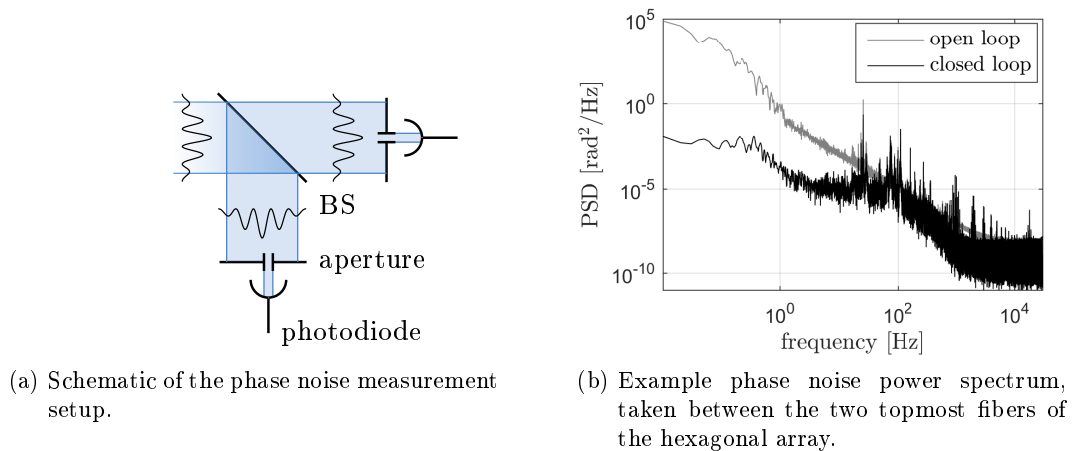 BS
aperture
photodiode
(a) Schematic of the phase noise measurement
setup.
10^5
10^0
10^-5
10^-10
PSD [rad^2/Hz]
open loop
closed loop
10^0
10^2
10^4
frequency [Hz]
(b) Example phase noise power spectrum,
taken between the two topmost fibers of
the hexagonal array.